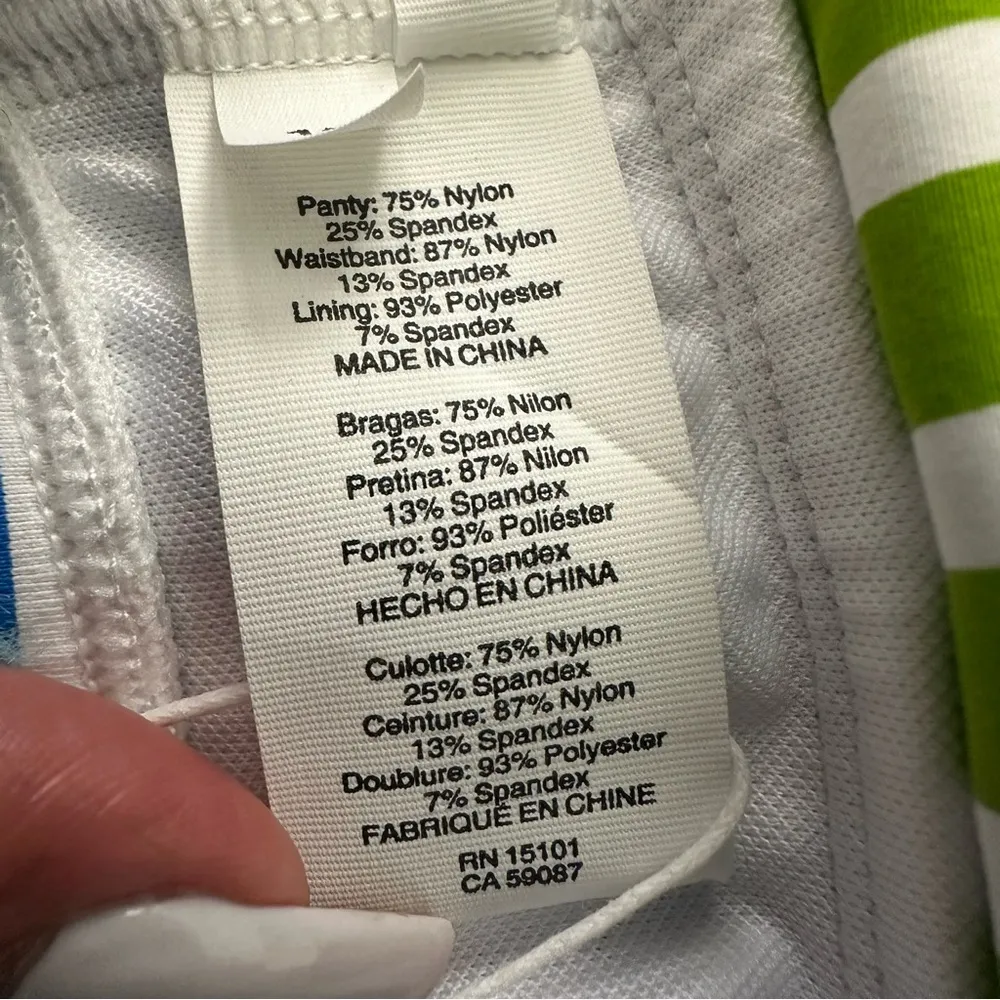 Panty: 75% Nylon
25% Spandex
Waistband: 87% Nylon
13% Spandex
Lining: 93% Polyester
7% Spandex
MADE IN CHINA
Bragas: 75% Nilon
25% Spandex
Pretina: 87% Nilon
13% Spandex
Forro: 93% Poliéster
7% Spandex
HECHO EN CHINA
Culotte: 75% Nylon
25% Spandex
Ceinture: 87% Nylon
13% Spandex
Doublure: 93% Polyester
7% Spandex
FABRIQUÉ EN CHINE
RN 15101
CA 59087